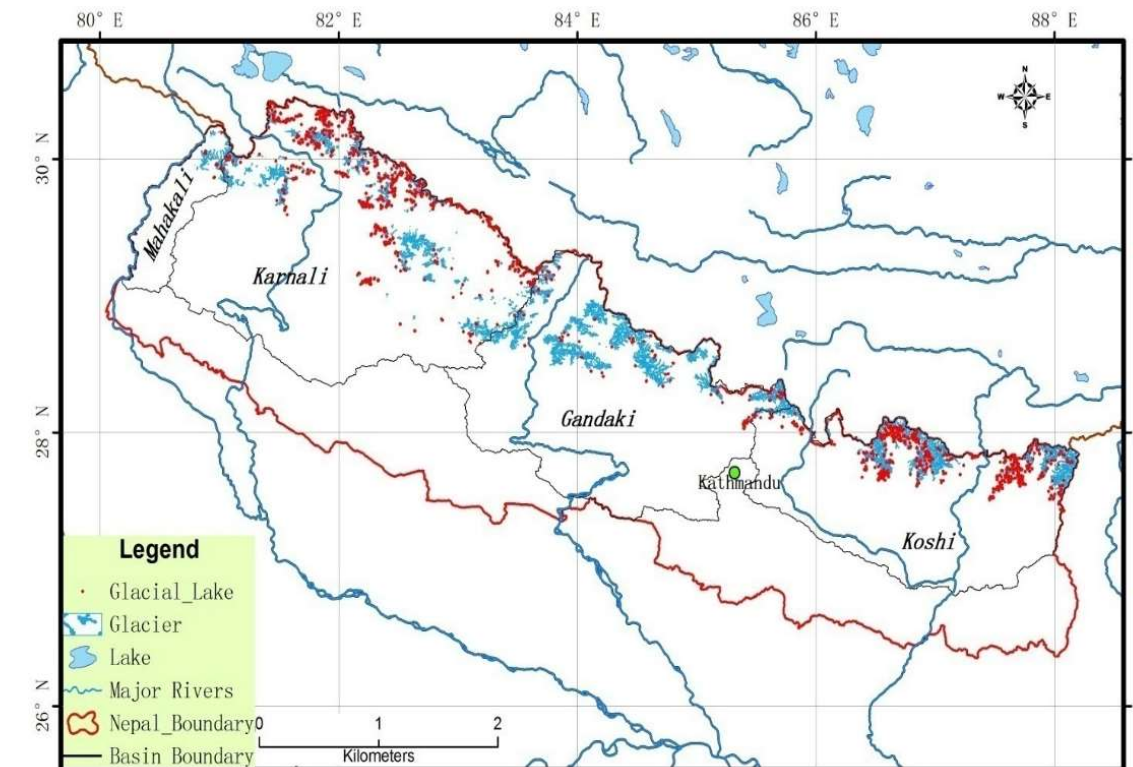 80° E 82° E 84° E 86° E 88° E
N
W E
S
30° N
Mahakali
Karnali
Gandaki
28° N
Kathmandu
Koshi
Legend
Glacial_Lake
Glacier
Lake
Major Rivers
26° N
Nepal_Boundary
Basin Boundary
0 1 2
Kilometers